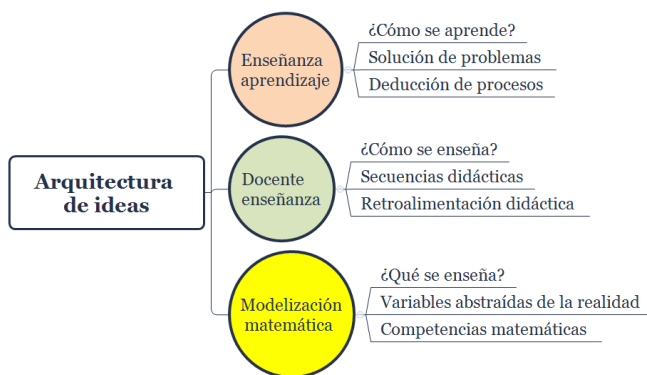 Arquitectura
de ideas
Enseñanza
aprendizaje
¿Cómo se aprende?
Solución de problemas
Deducción de procesos
Docente
enseñanza
¿Cómo se enseña?
Secuencias didácticas
Retroalimentación didáctica
Modelización
matemática
¿Qué se enseña?
Variables abstraídas de la realidad
Competencias matemáticas